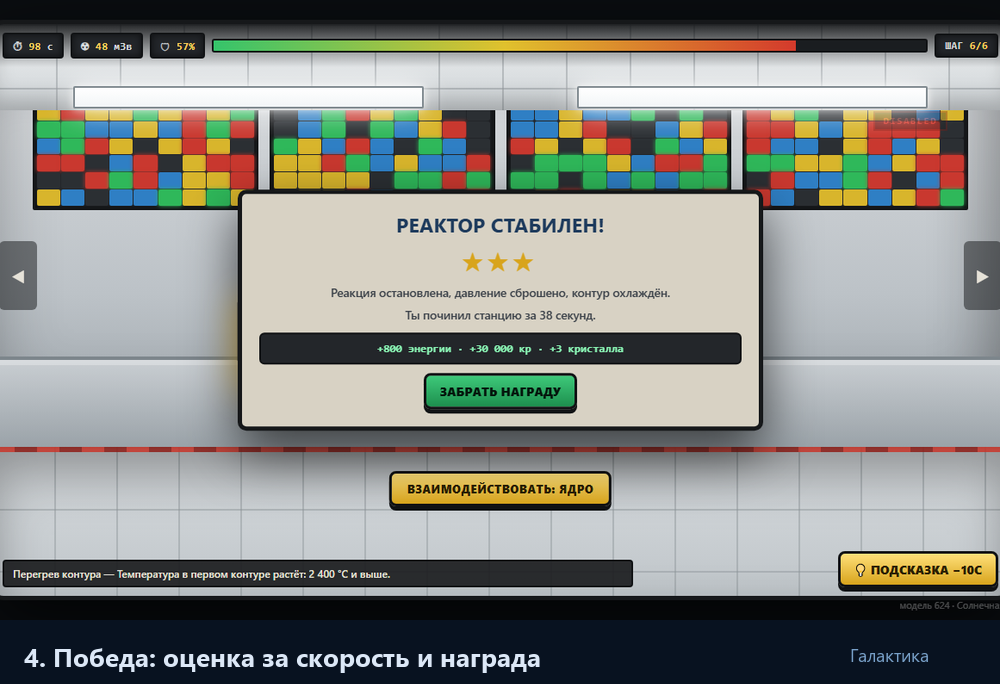 98 с
48 мЗв
57%
ШАГ 6/6
DISABLED
РЕАКТОР СТАБИЛЕН!
Реакция остановлена, давление сброшено, контур охлаждён.
Ты починил станцию за 38 секунд.
+800 энергии · +30 000 кр · +3 кристалла
ЗАБРАТЬ НАГРАДУ
ВЗАИМОДЕЙСТВОВАТЬ: ЯДРО
Перегрев контура — Температура в первом контуре растёт: 2 400 °C и выше.
ПОДСКАЗКА −10С
модель 624 · Солнечна
4. Победа: оценка за скорость и награда
Галактика